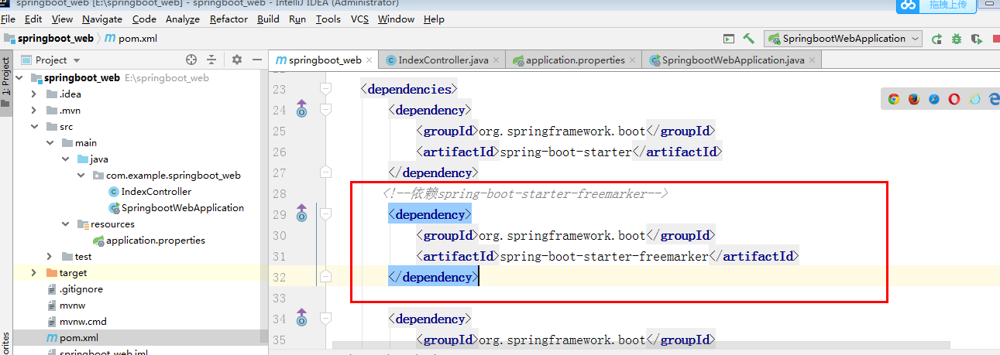 springboot_web [E:\springboot_web] - springboot_web - IntelliJ IDEA (Administrator)
拖拽上传
File Edit View Navigate Code Analyze Refactor Build Run Tools VCS Window Help
springboot_web pom.xml
SpringbootWebApplication
1: Project
Project
springboot_web
IndexController.java
application.properties
SpringbootWebApplication.java
springboot_web E:\springboot_web
.idea
.mvn
src
main
java
com.example.springboot_web
IndexController
SpringbootWebApplication
resources
application.properties
test
target
.gitignore
mvnw
mvnw.cmd
pom.xml
springboot_web.iml
23 <dependencies>
24 <dependency>
25 <groupId>org.springframework.boot</groupId>
26 <artifactId>spring-boot-starter</artifactId>
27 </dependency>
28 <!--依赖spring-boot-starter-freemarker-->
29 <dependency>
30 <groupId>org.springframework.boot</groupId>
31 <artifactId>spring-boot-starter-freemarker</artifactId>
32 </dependency>
33
34 <dependency>
35 <groupId>org.springframework.boot</groupId>